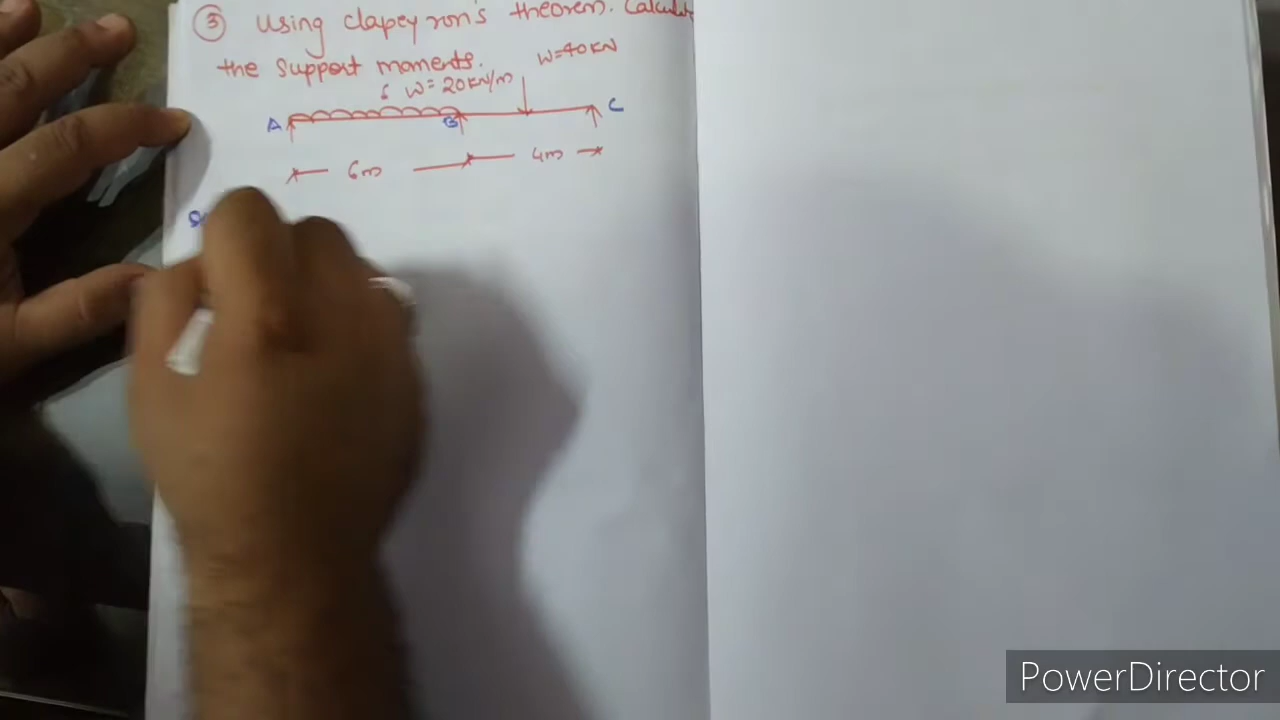 ③ Using clapeyron's theorem. Calculate
the Support moments.
W=40KN
W=20KN/m
A B C
6m 4m
PowerDirector